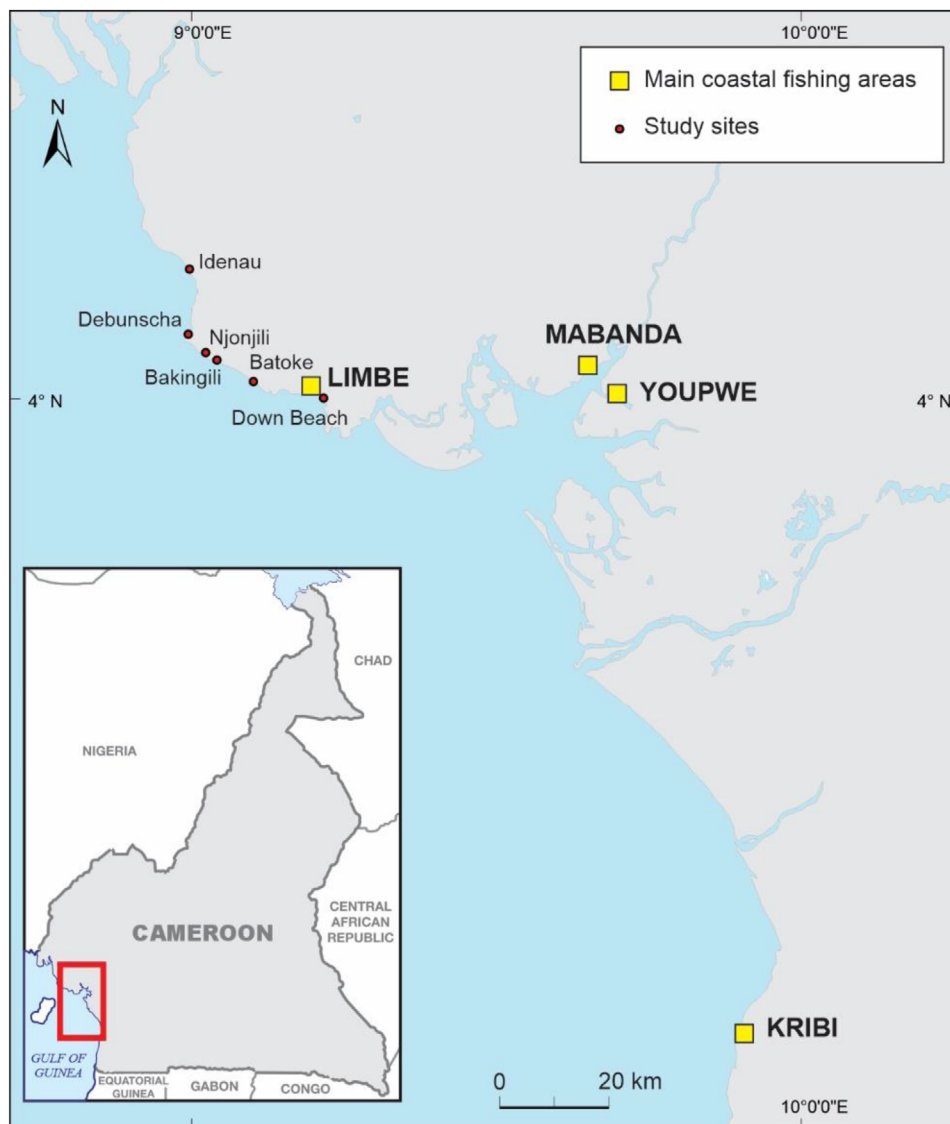 9°0'0"E
10°0'0"E
Main coastal fishing areas
Study sites
N
Idenau
Debunscha
Njonjili
Bakingili
Batoke
LIMBE
Down Beach
MABANDA
YOUPWE
4° N
4° N
CHAD
NIGERIA
CENTRAL
AFRICAN
REPUBLIC
CAMEROON
GULF OF
GUINEA
EQUATORIAL
GUINEA
GABON
CONGO
KRIBI
0
20 km
10°0'0"E